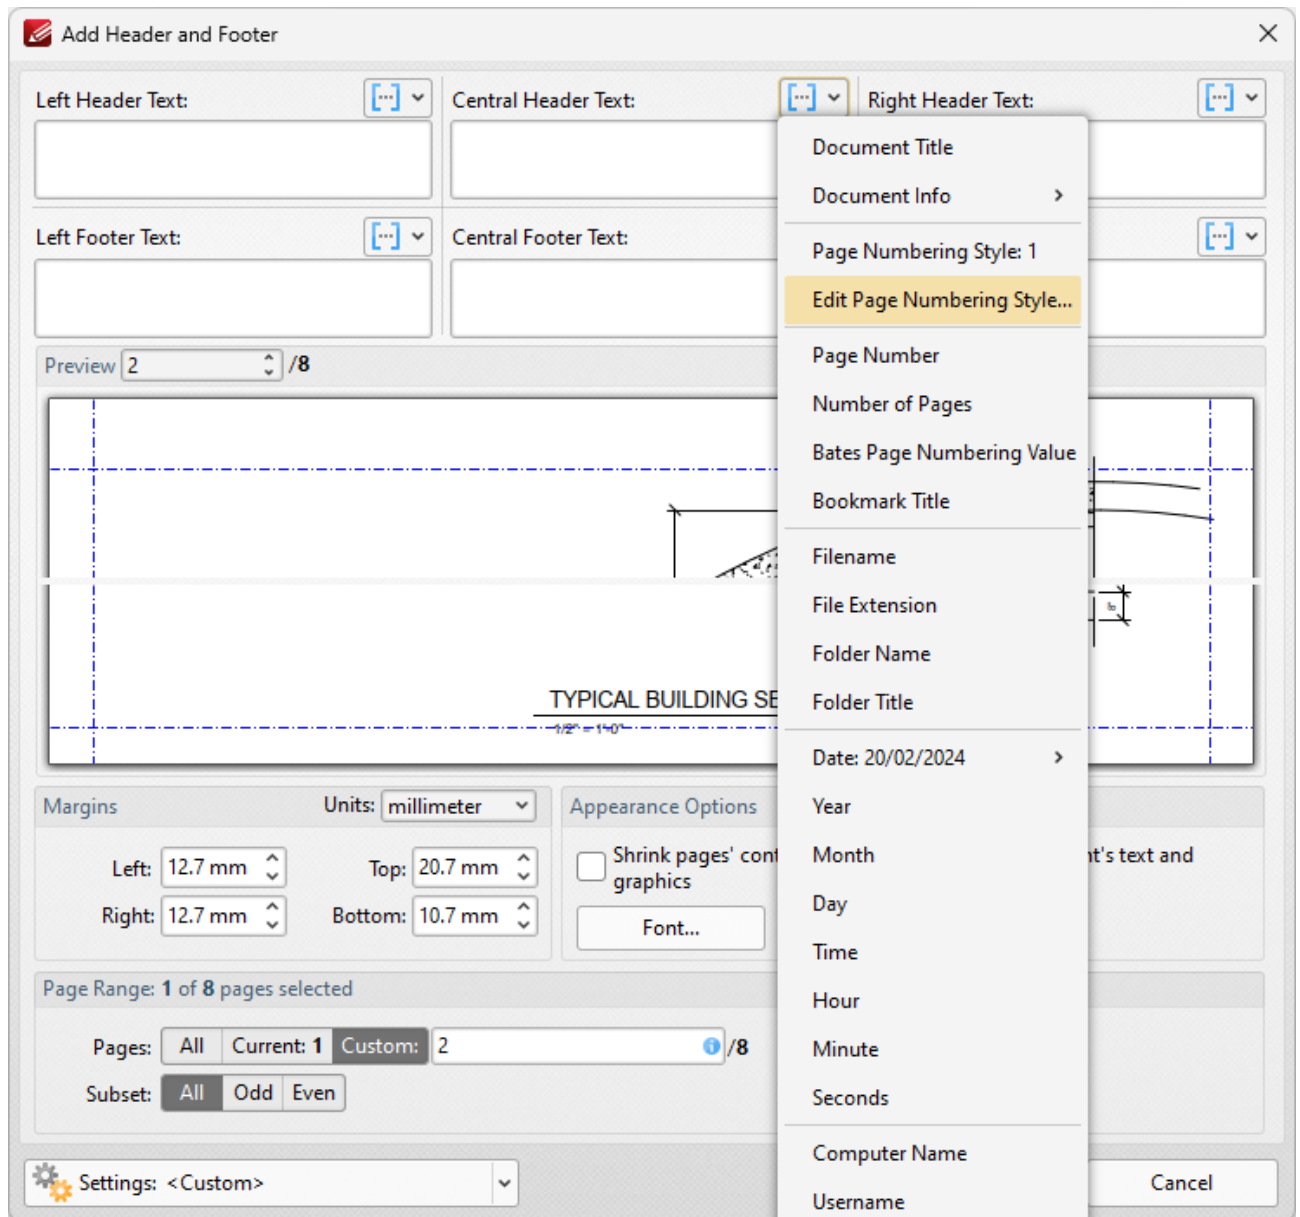 Add Header and Footer
Left Header Text:
Central Header Text:
Right Header Text:
Left Footer Text:
Central Footer Text:
Document Title
Document Info
Page Numbering Style: 1
Edit Page Numbering Style...
Page Number
Number of Pages
Bates Page Numbering Value
Bookmark Title
Filename
File Extension
Folder Name
Folder Title
Date: 20/02/2024
Year
Month
Day
Time
Hour
Minute
Seconds
Computer Name
Username
Preview 2 /8
TYPICAL BUILDING SE
1/2" = 1'-0"
Margins
Units: millimeter
Left: 12.7 mm
Top: 20.7 mm
Right: 12.7 mm
Bottom: 10.7 mm
Appearance Options
Shrink pages' cont
nt's text and
graphics
Font...
Page Range: 1 of 8 pages selected
Pages: All Current: 1 Custom: 2 /8
Subset: All Odd Even
Settings: <Custom>
Cancel